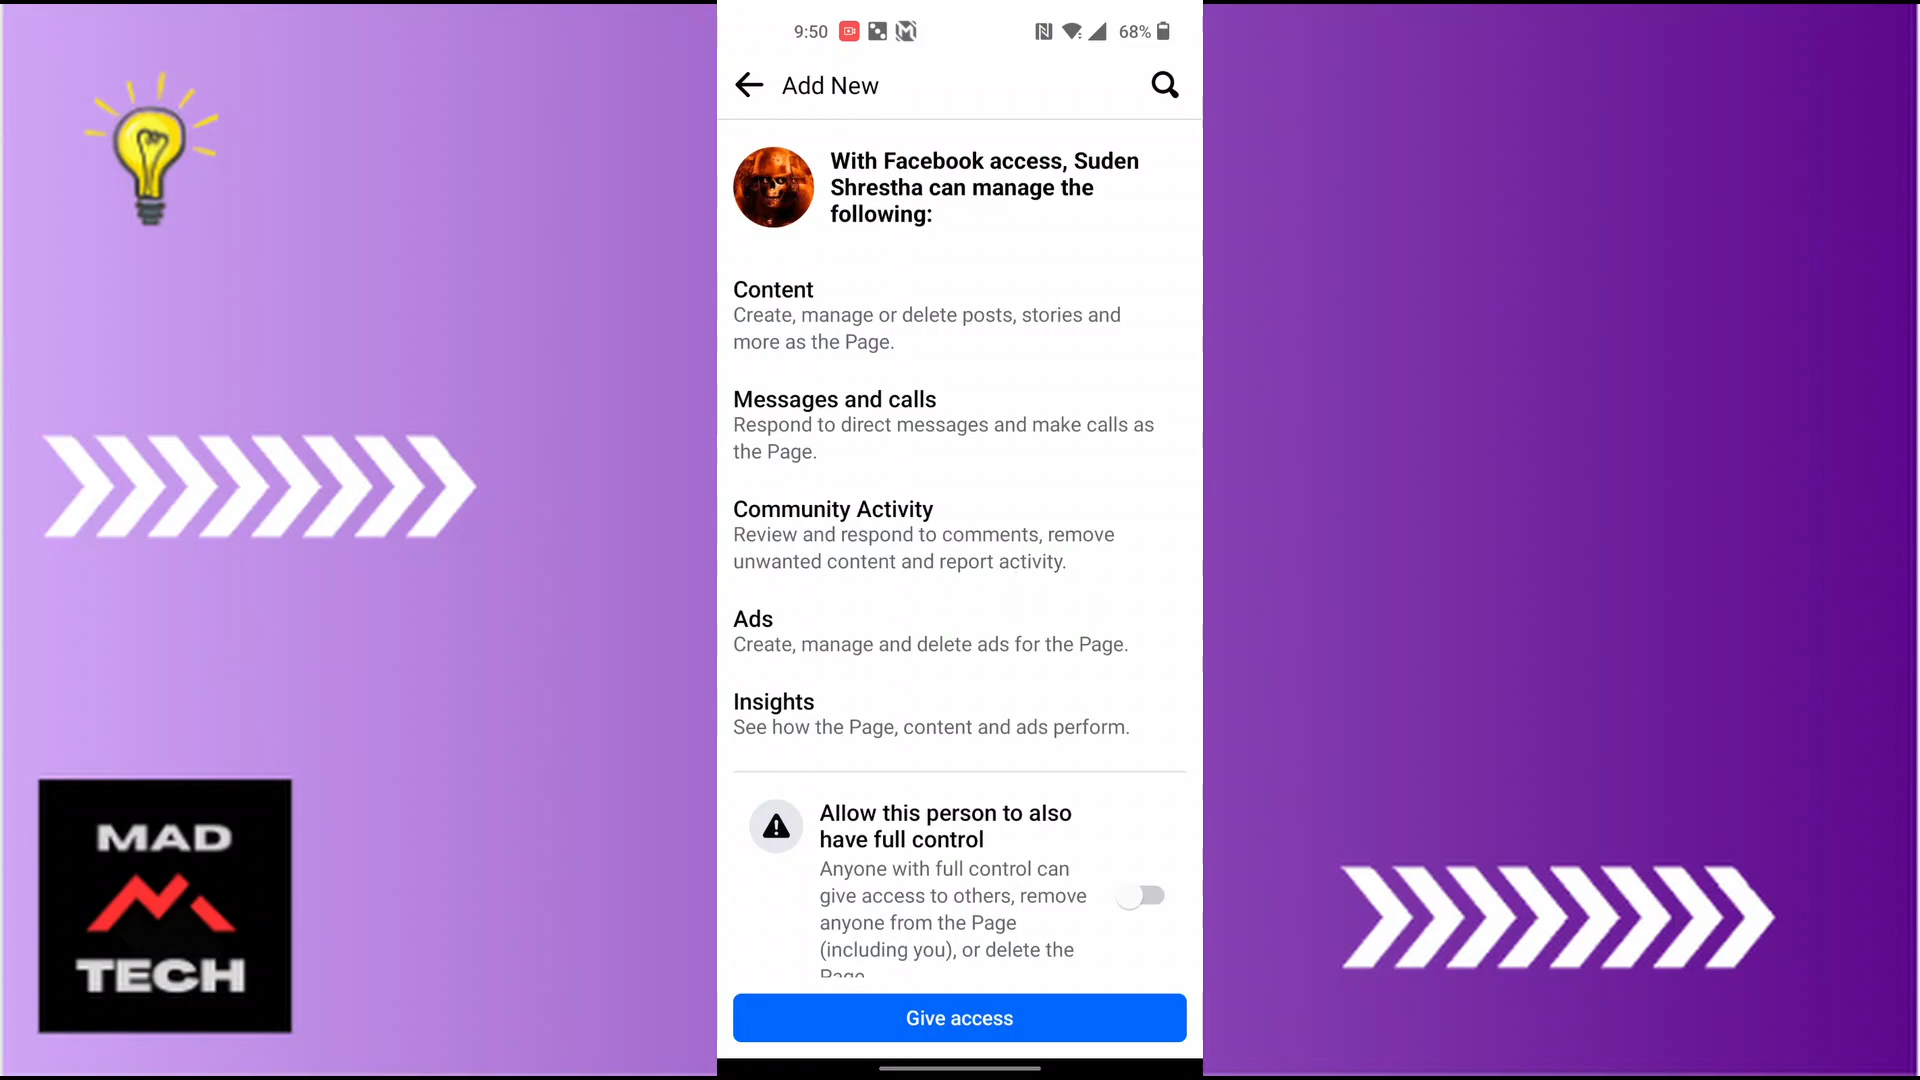 9:50
68%
Add New
With Facebook access, Suden
Shrestha can manage the
following:
Content
Create, manage or delete posts, stories and
more as the Page.
Messages and calls
Respond to direct messages and make calls as
the Page.
Community Activity
Review and respond to comments, remove
unwanted content and report activity.
Ads
Create, manage and delete ads for the Page.
Insights
See how the Page, content and ads perform.
Allow this person to also
have full control
Anyone with full control can
give access to others, remove
anyone from the Page
(including you), or delete the
Page
Give access
MAD
TECH